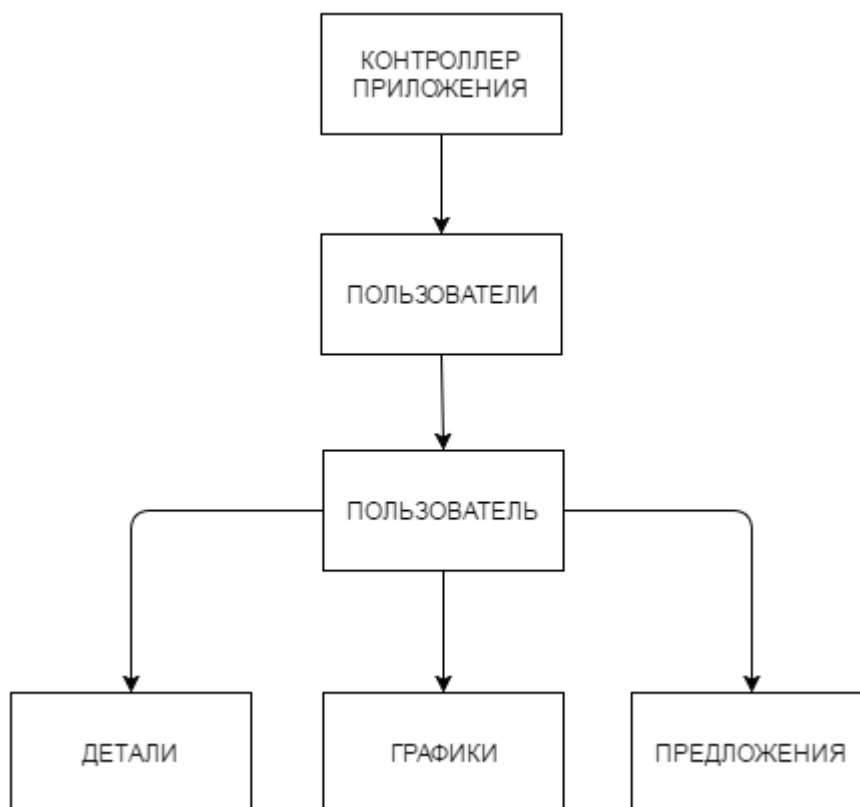 КОНТРОЛЛЕР
ПРИЛОЖЕНИЯ
ПОЛЬЗОВАТЕЛИ
ПОЛЬЗОВАТЕЛЬ
ДЕТАЛИ
ГРАФИКИ
ПРЕДЛОЖЕНИЯ